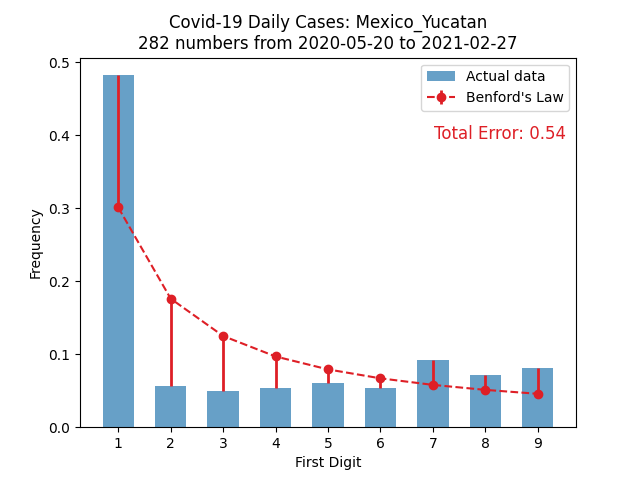 Covid-19 Daily Cases: Mexico_Yucatan
282 numbers from 2020-05-20 to 2021-02-27
Actual data
Benford's Law
Total Error: 0.54
Frequency
0.5
0.4
0.3
0.2
0.1
0.0
1 2 3 4 5 6 7 8 9
First Digit